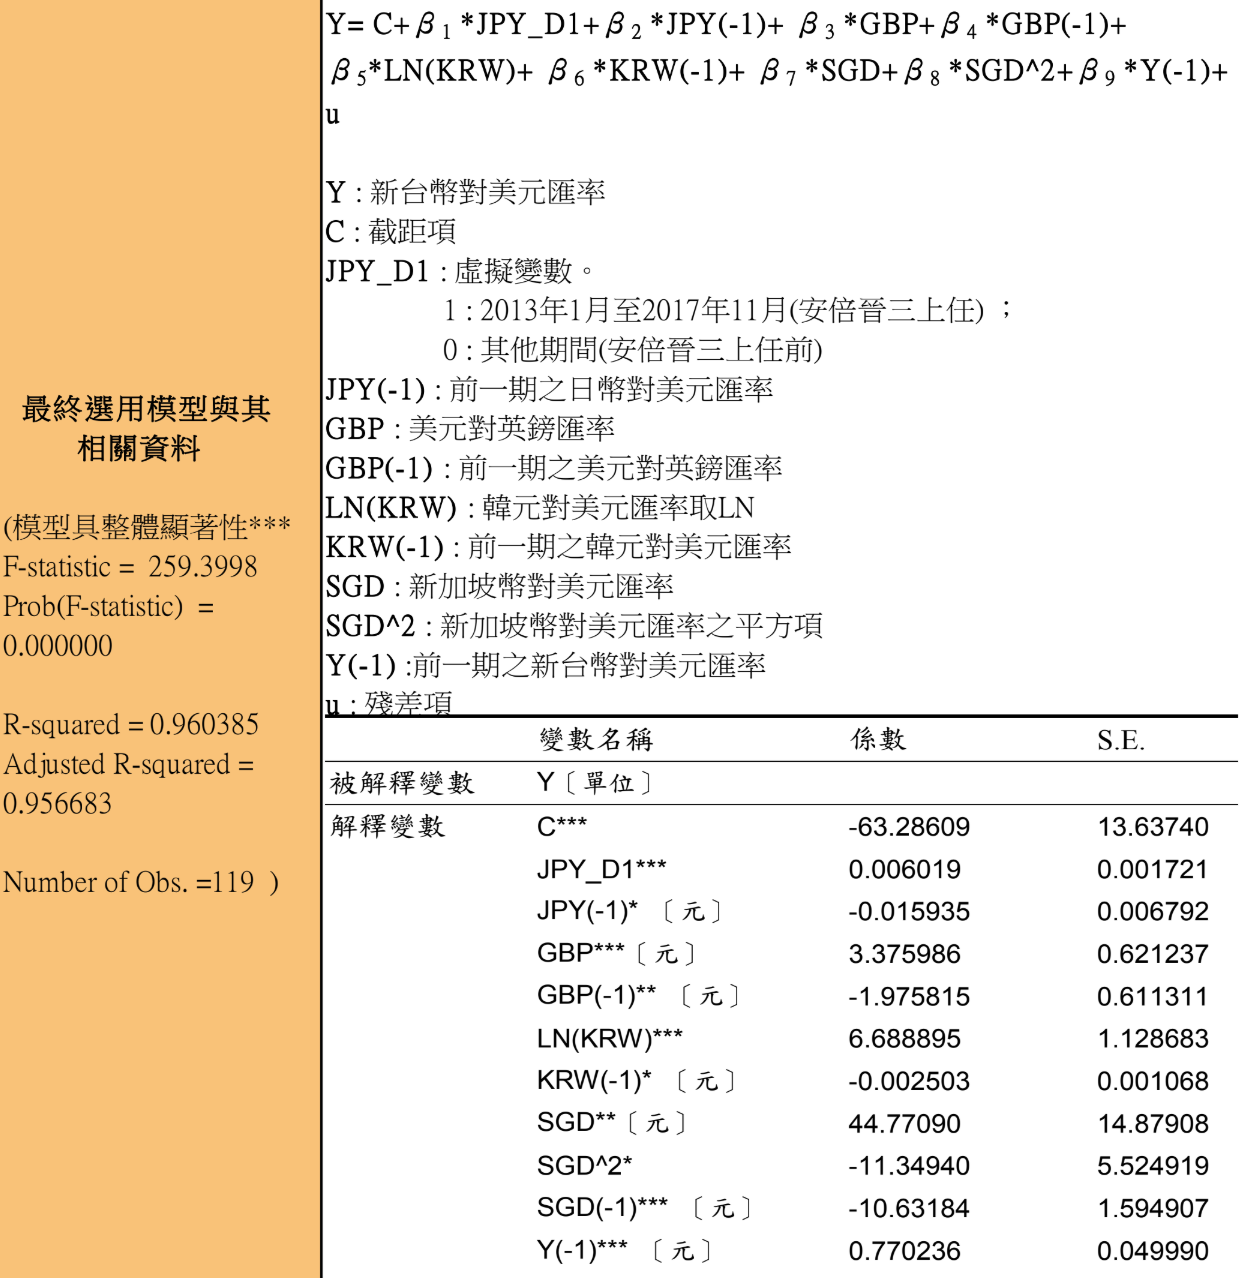 最終選用模型與其
相關資料
(模型具整體顯著性***
F-statistic = 259.3998
Prob(F-statistic) =
0.000000
R-squared = 0.960385
Adjusted R-squared =
0.956683
Number of Obs. =119 )
Y= C+β1*JPY_D1+β2*JPY(-1)+ β3*GBP+β4*GBP(-1)+
β5*LN(KRW)+ β6*KRW(-1)+ β7*SGD+β8*SGD^2+β9*Y(-1)+
u
Y : 新台幣對美元匯率
C : 截距項
JPY_D1 : 虛擬變數。
1 : 2013年1月至2017年11月(安倍晉三上任) ；
0 : 其他期間(安倍晉三上任前)
JPY(-1) : 前一期之日幣對美元匯率
GBP : 美元對英鎊匯率
GBP(-1) : 前一期之美元對英鎊匯率
LN(KRW) : 韓元對美元匯率取LN
KRW(-1) : 前一期之韓元對美元匯率
SGD : 新加坡幣對美元匯率
SGD^2 : 新加坡幣對美元匯率之平方項
Y(-1) :前一期之新台幣對美元匯率
u : 殘差項
變數名稱 係數 S.E.
被解釋變數 Y〔單位〕
解釋變數 C*** -63.28609 13.63740
JPY_D1*** 0.006019 0.001721
JPY(-1)* 〔元〕 -0.015935 0.006792
GBP***〔元〕 3.375986 0.621237
GBP(-1)** 〔元〕 -1.975815 0.611311
LN(KRW)*** 6.688895 1.128683
KRW(-1)* 〔元〕 -0.002503 0.001068
SGD**〔元〕 44.77090 14.87908
SGD^2* -11.34940 5.524919
SGD(-1)*** 〔元〕 -10.63184 1.594907
Y(-1)*** 〔元〕 0.770236 0.049990